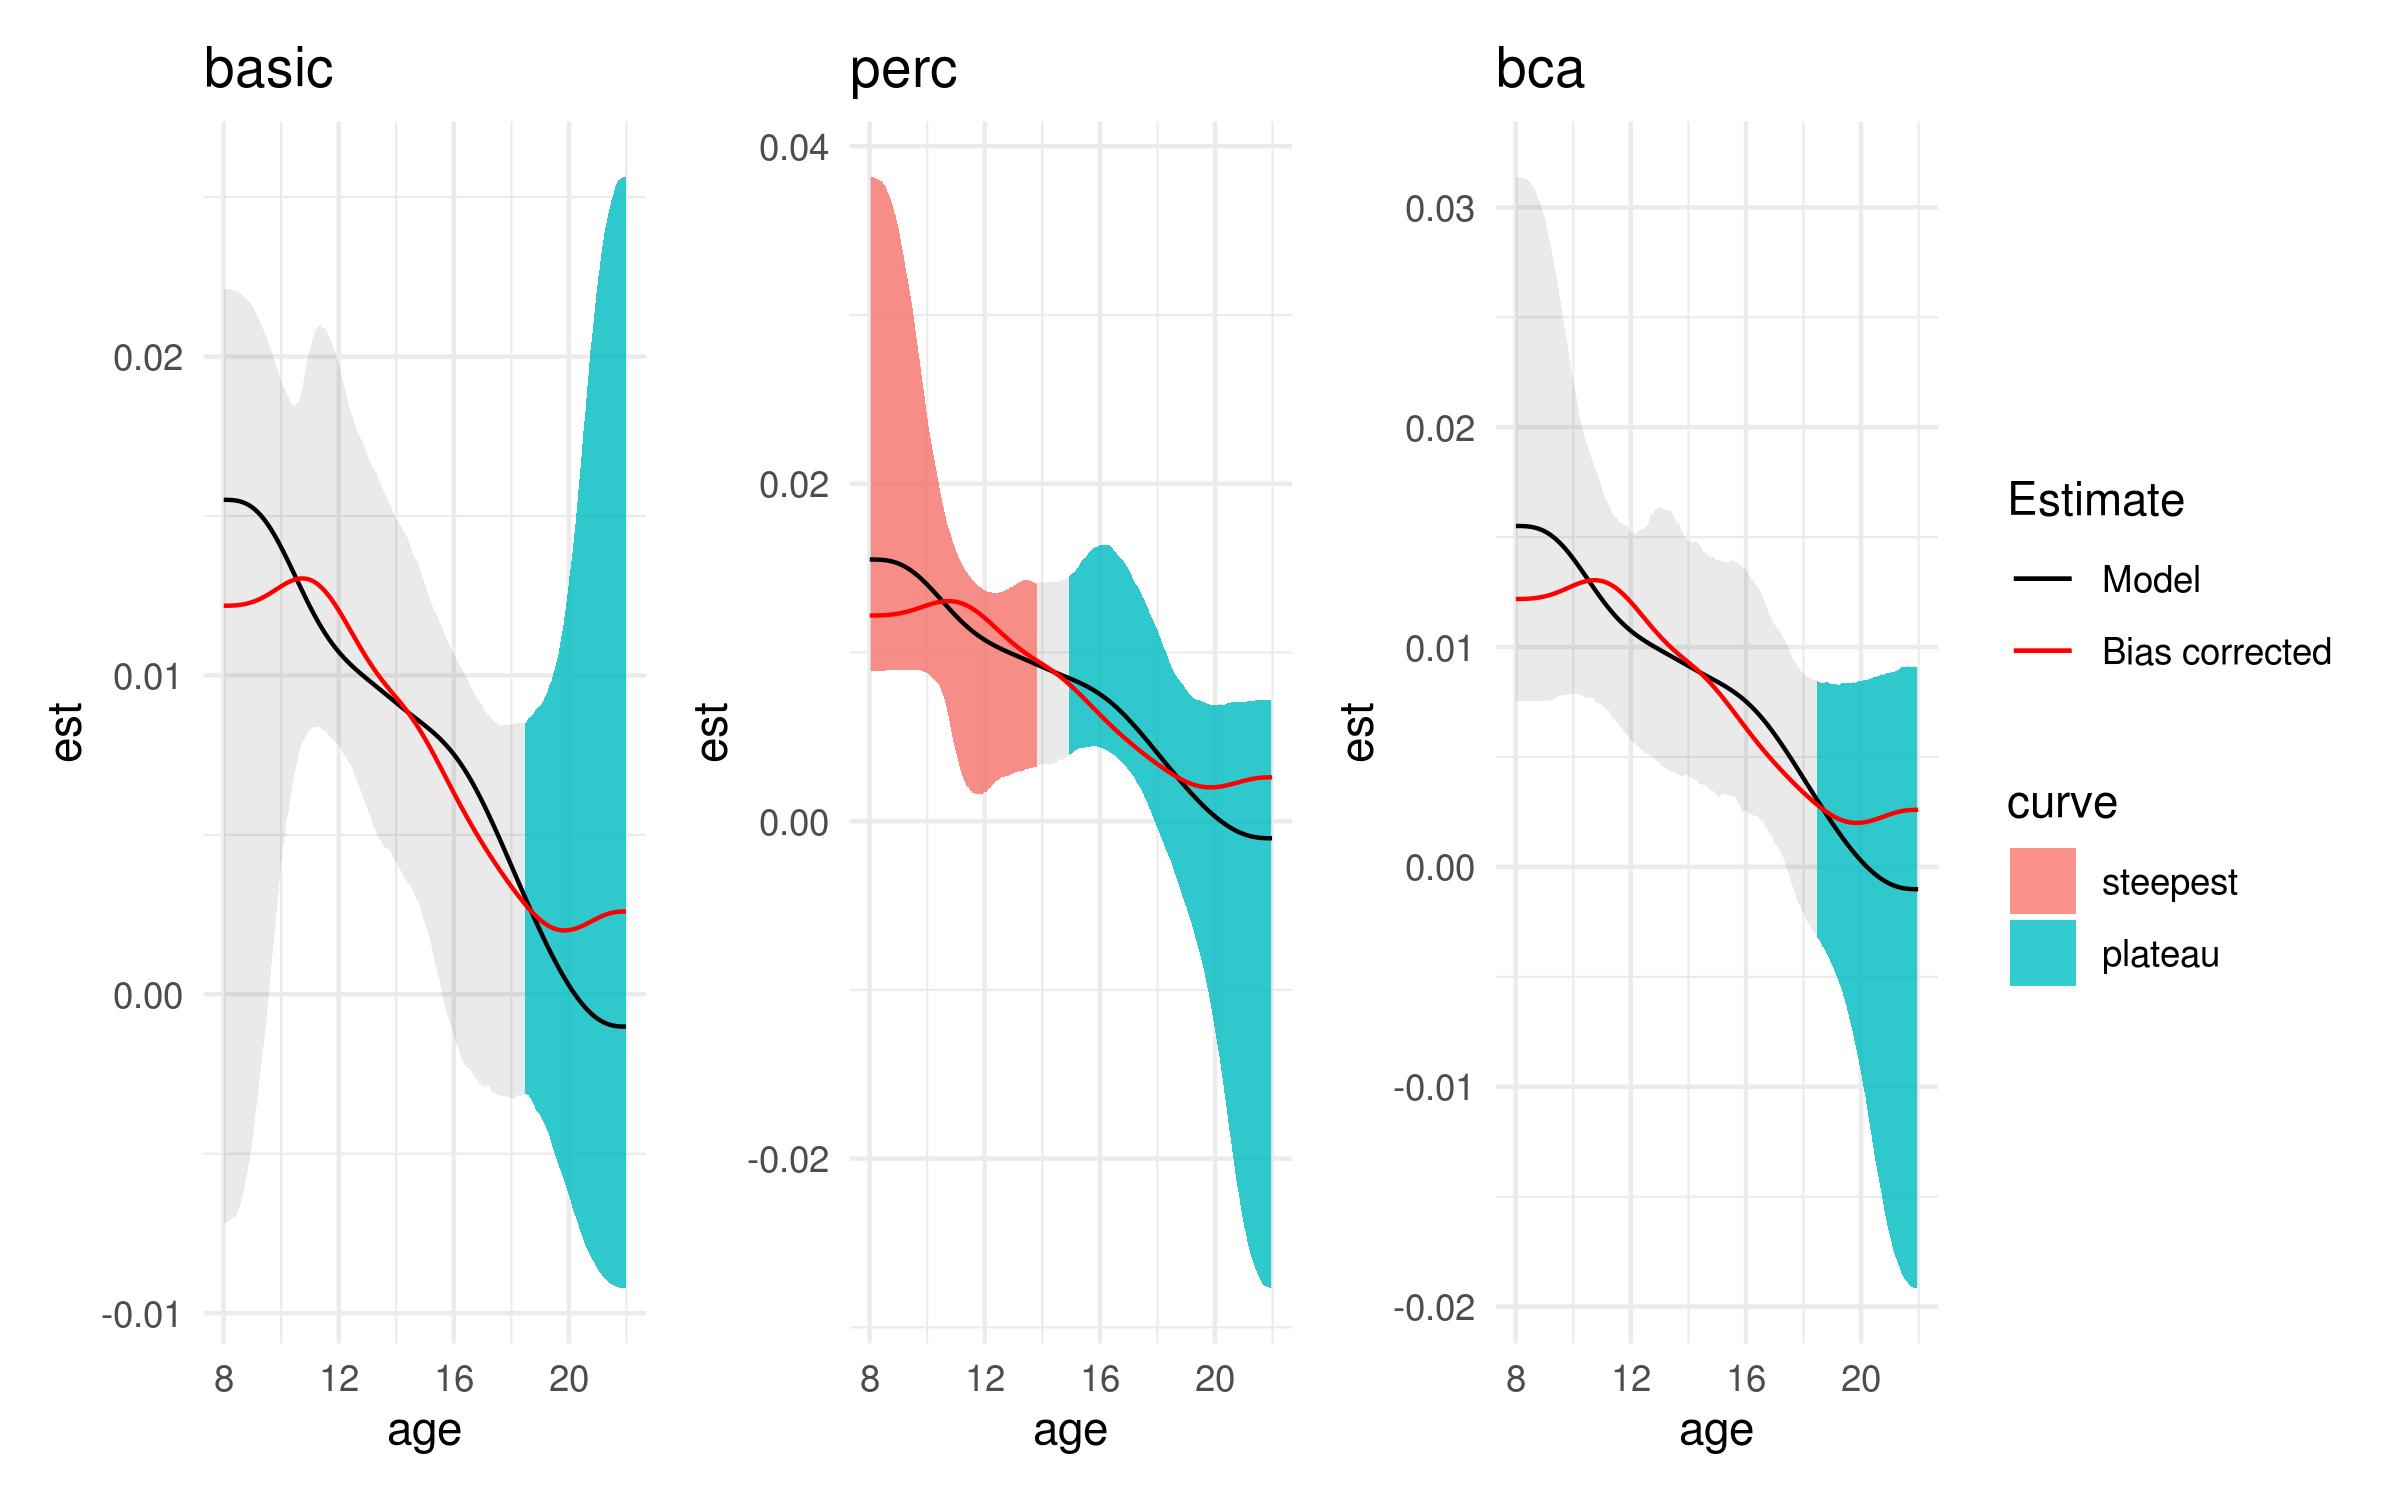 basic
0.02
0.01
0.00
-0.01
est
8 12 16 20
age
perc
0.04
0.02
0.00
-0.02
est
8 12 16 20
age
bca
0.03
0.02
0.01
0.00
-0.01
-0.02
est
8 12 16 20
age
Estimate
Model
Bias corrected
curve
steepest
plateau